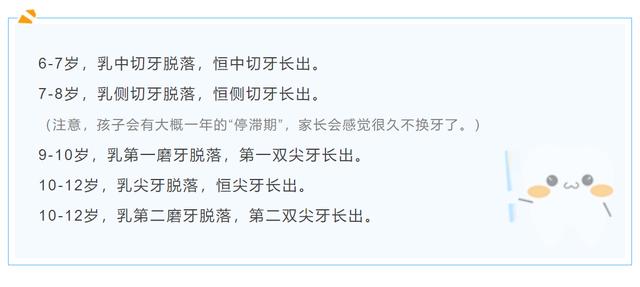 6-7岁，乳中切牙脱落，恒中切牙长出。
7-8岁，乳侧切牙脱落，恒侧切牙长出。
（注意，孩子会有大概一年的“停滞期”，家长会感觉很久不换牙了。）
9-10岁，乳第一磨牙脱落，第一双尖牙长出。
10-12岁，乳尖牙脱落，恒尖牙长出。
10-12岁，乳第二磨牙脱落，第二双尖牙长出。